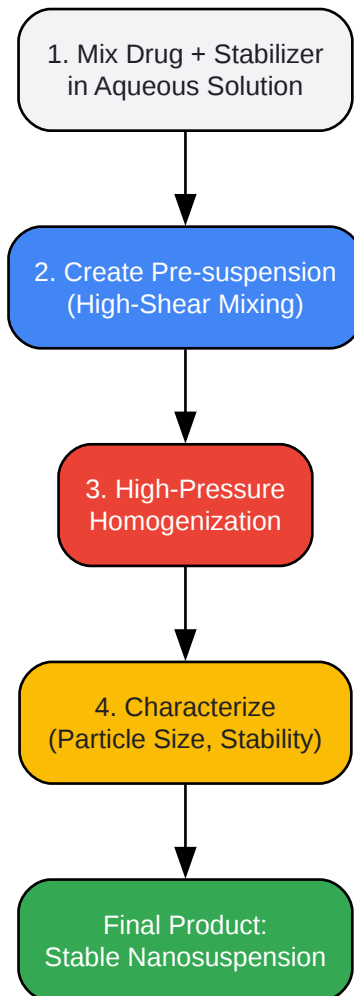 1. Mix Drug + Stabilizer
in Aqueous Solution
2. Create Pre-suspension
(High-Shear Mixing)
3. High-Pressure
Homogenization
4. Characterize
(Particle Size, Stability)
Final Product:
Stable Nanosuspension